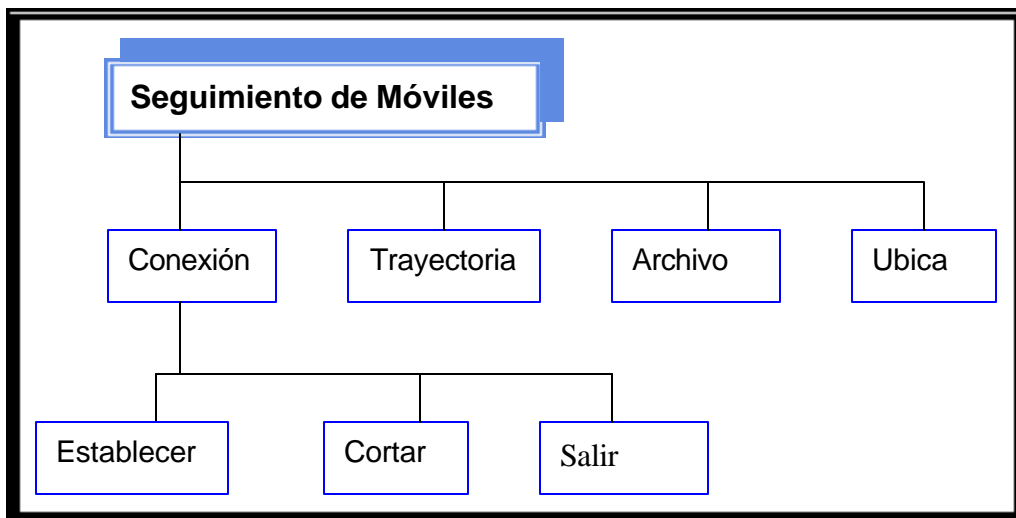 Seguimiento de Móviles
Conexión
Trayectoria
Archivo
Ubica
Establecer
Cortar
Salir